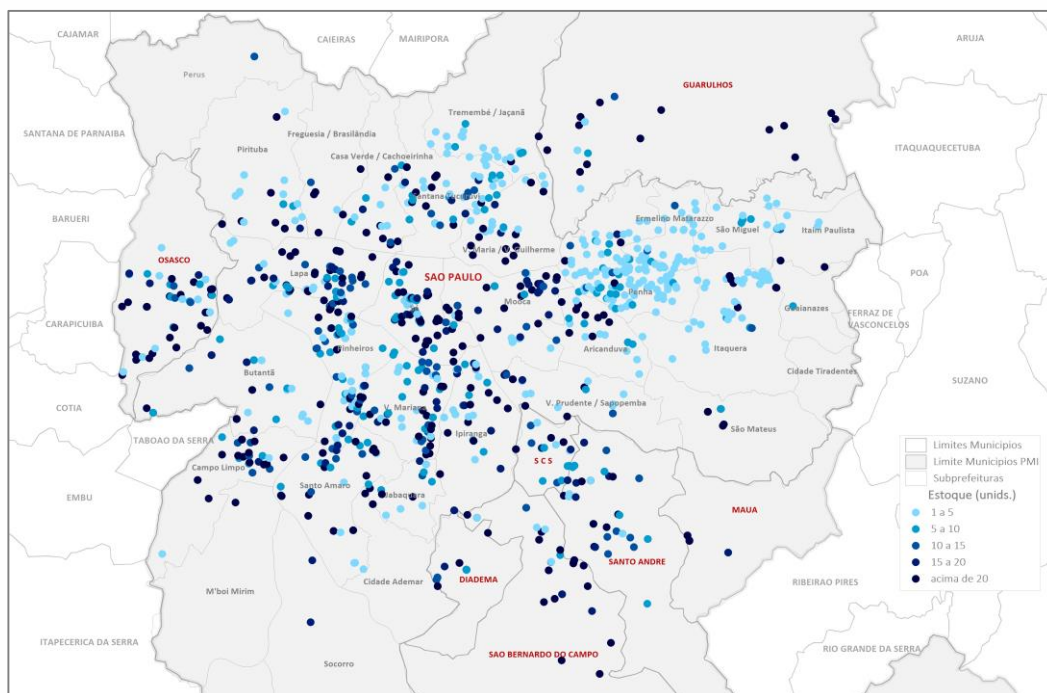 CAJAMAR
CAIEIRAS
MAIRIPORA
ARUJA
Perus
GUARULHOS
Tremembé / Jaçanã
SANTANA DE PARNAIBA
Freguesia / Brasilândia
Pirituba
Casa Verde / Cachoeirinha
ITAQUAQUECETUBA
BARUERI
Ermelino Matarazzo
São Miguel
Itaim Paulista
V. Maria / V. Guilherme
OSASCO
Lapa
SAO PAULO
POA
Penha
Mooca
CARAPICUIBA
Guaianazes
FERRAZ DE
VASCONCELOS
Pinheiros
Aricanduva
Itaquera
Butantã
Cidade Tiradentes
SUZANO
COTIA
V. Mariana
V. Prudente / Sapopemba
TABOAO DA SERRA
Ipiranga
São Mateus
Limites Municipios
S C S
Campo Limpo
Limite Municipios PMI
Subprefeituras
Santo Amaro
EMBU
Estoque (unids.)
MAUA
1 a 5
5 a 10
10 a 15
15 a 20
acima de 20
SANTO ANDRE
Cidade Ademar
DIADEMA
RIBEIRAO PIRES
M'boi Mirim
ITAPECERICA DA SERRA
SAO BERNARDO DO CAMPO
RIO GRANDE DA SERRA
Socorro